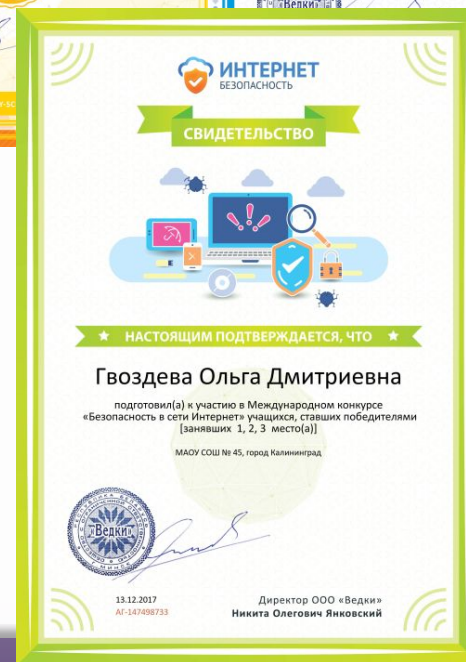 «Ведки»
ИНТЕРНЕТ
БЕЗОПАСНОСТЬ
СВИДЕТЕЛЬСТВО
НАСТОЯЩИМ ПОДТВЕРЖДАЕТСЯ, ЧТО
Гвоздева Ольга Дмитриевна
подготовил(а) к участию в Международном конкурсе
«Безопасность в сети Интернет» учащихся, ставших победителями
[занявших 1, 2, 3 место(а)]
МАОУ СОШ № 45, город Калининград
«Ведки»
13.12.2017
АГ-147498733
Директор ООО «Ведки»
Никита Олегович Янковский